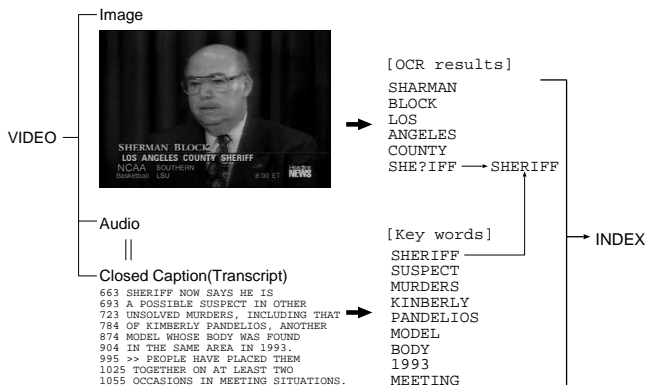 Image
VIDEO
SHERMAN BLOCK
LOS ANGELES COUNTY SHERIFF
NCAA SOUTHERN
Basketball LSU 8:00 ET
Headline
NEWS
[OCR results]
SHARMAN
BLOCK
LOS
ANGELES
COUNTY
SHE?IFF SHERIFF
Audio
Closed Caption(Transcript)
663 SHERIFF NOW SAYS HE IS
693 A POSSIBLE SUSPECT IN OTHER
723 UNSOLVED MURDERS, INCLUDING THAT
784 OF KIMBERLY PANDELIOS, ANOTHER
874 MODEL WHOSE BODY WAS FOUND
904 IN THE SAME AREA IN 1993.
995 >> PEOPLE HAVE PLACED THEM
1025 TOGETHER ON AT LEAST TWO
1055 OCCASIONS IN MEETING SITUATIONS.
[Key words]
SHERIFF
SUSPECT
MURDERS
KINBERLY
PANDELIOS
MODEL
BODY
1993
MEETING
INDEX